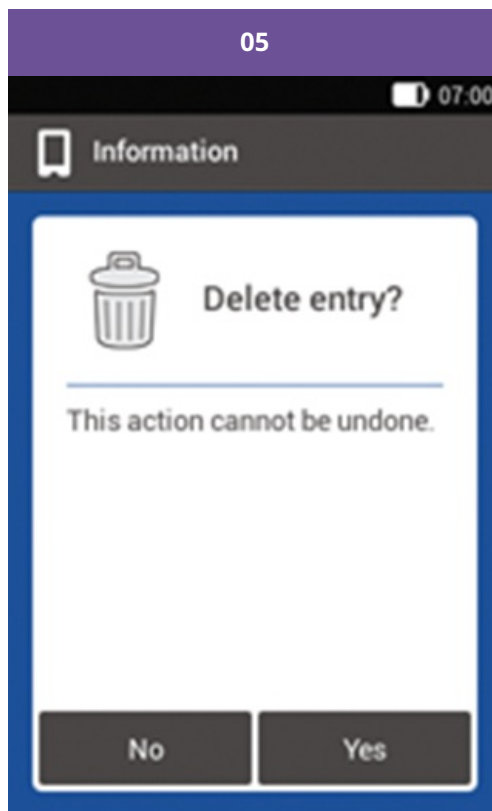 05
07:00
Information
Delete entry?
This action cannot be undone.
No
Yes